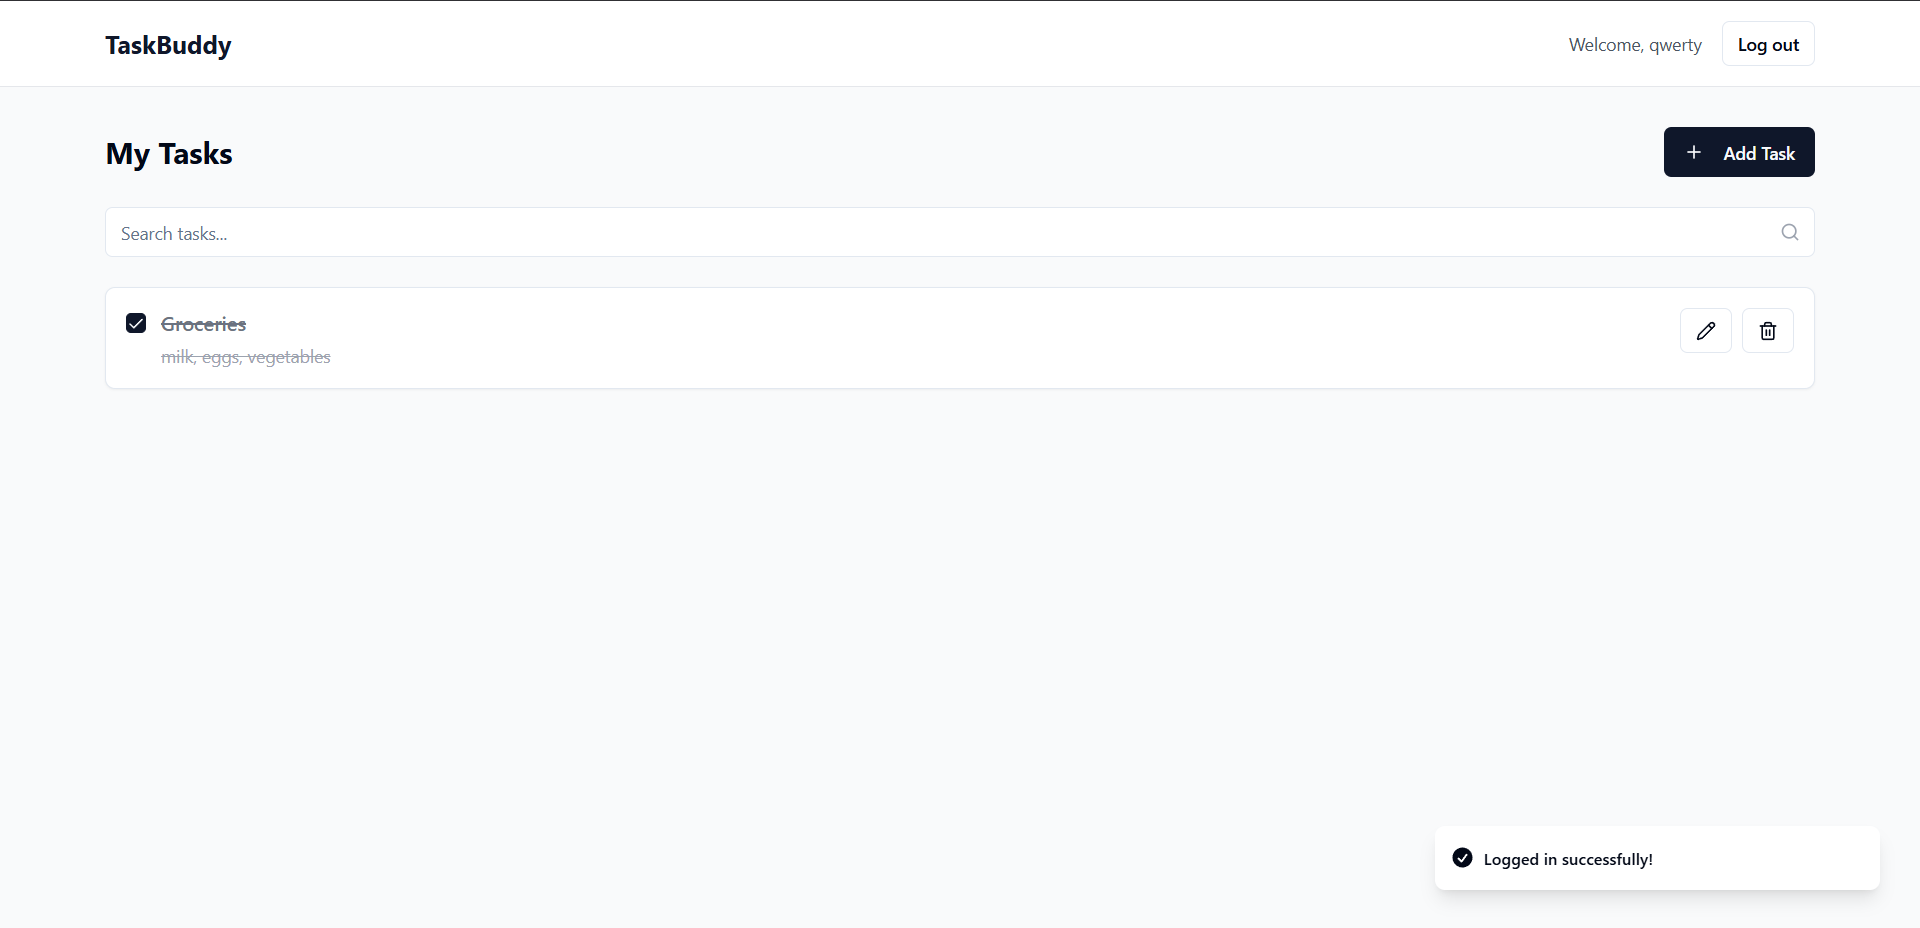 TaskBuddy
Welcome, qwerty
Log out
My Tasks
Add Task
Search tasks...
Groceries
milk, eggs, vegetables
Logged in successfully!